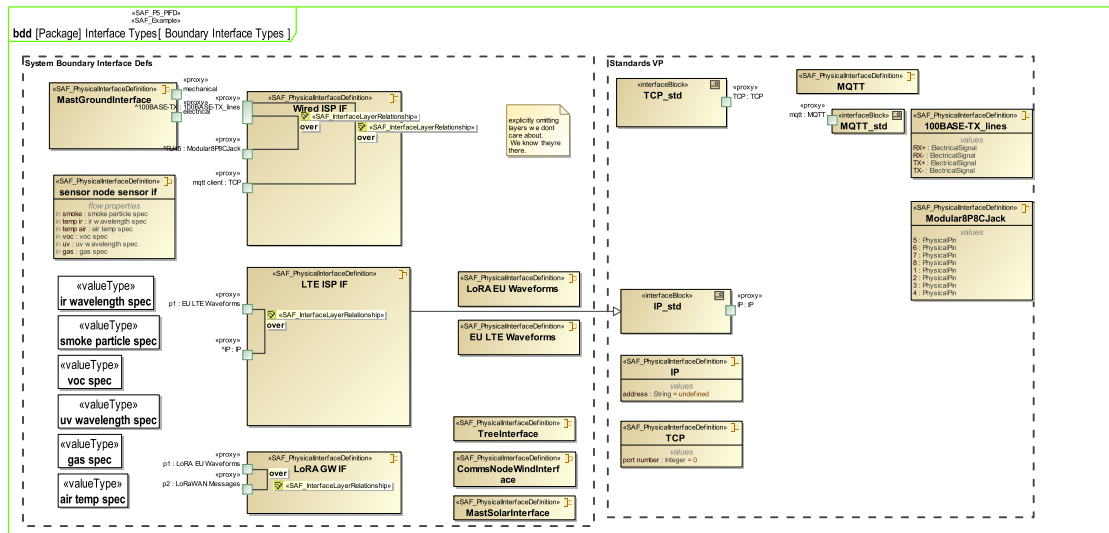 «SAF_P5_PIFD»
«SAF_Example»
bdd [Package] Interface Types[ Boundary Interface Types ]
System Boundary Interface Defs
«SAF_PhysicalInterfaceDefinition»
MastGroundInterface
«proxy»
mechanical
«proxy»
electrical
«SAF_PhysicalInterfaceDefinition»
Wired ISP IF
«proxy»
^100BASE-TX : 100BASE-TX_lines
«proxy»
^RJ45 : Modular8P8CJack
«proxy»
mqtt client : TCP
«SAF_InterfaceLayerRelationship»
over
«SAF_InterfaceLayerRelationship»
over
explicitly omitting
layers we dont
care about.
We know theyre
there.
«SAF_PhysicalInterfaceDefinition»
sensor node sensor if
flow properties
in smoke : smoke particle spec
in temp ir : ir wavelength spec
in temp air : air temp spec
in voc : voc spec
in uv : uv wavelength spec
in gas : gas spec
«valueType»
ir wavelength spec
«valueType»
smoke particle spec
«valueType»
voc spec
«valueType»
uv wavelength spec
«valueType»
gas spec
«valueType»
air temp spec
«SAF_PhysicalInterfaceDefinition»
LTE ISP IF
«proxy»
p1 : EU LTE Waveforms
«SAF_InterfaceLayerRelationship»
over
«proxy»
^IP : IP
«SAF_PhysicalInterfaceDefinition»
LoRA EU Waveforms
«SAF_PhysicalInterfaceDefinition»
EU LTE Waveforms
«SAF_PhysicalInterfaceDefinition»
LoRA GW IF
«proxy»
p1 : LoRA EU Waveforms
«proxy»
p2 : LoRaWAN Messages
over
«SAF_InterfaceLayerRelationship»
«SAF_PhysicalInterfaceDefinition»
TreeInterface
«SAF_PhysicalInterfaceDefinition»
CommsNodeWindInterf
ace
«SAF_PhysicalInterfaceDefinition»
MastSolarInterface
Standards VP
«interfaceBlock»
TCP_std
«proxy»
TCP : TCP
«SAF_PhysicalInterfaceDefinition»
MQTT
«proxy»
mqtt : MQTT
«interfaceBlock»
MQTT_std
«SAF_PhysicalInterfaceDefinition»
100BASE-TX_lines
values
RX+ : ElectricalSignal
RX- : ElectricalSignal
TX+ : ElectricalSignal
TX- : ElectricalSignal
«SAF_PhysicalInterfaceDefinition»
Modular8P8CJack
values
5 : PhysicalPin
6 : PhysicalPin
7 : PhysicalPin
8 : PhysicalPin
1 : PhysicalPin
2 : PhysicalPin
3 : PhysicalPin
4 : PhysicalPin
«interfaceBlock»
IP_std
«proxy»
IP : IP
«SAF_PhysicalInterfaceDefinition»
IP
values
address : String = undefined
«SAF_PhysicalInterfaceDefinition»
TCP
values
port number : Integer = 0